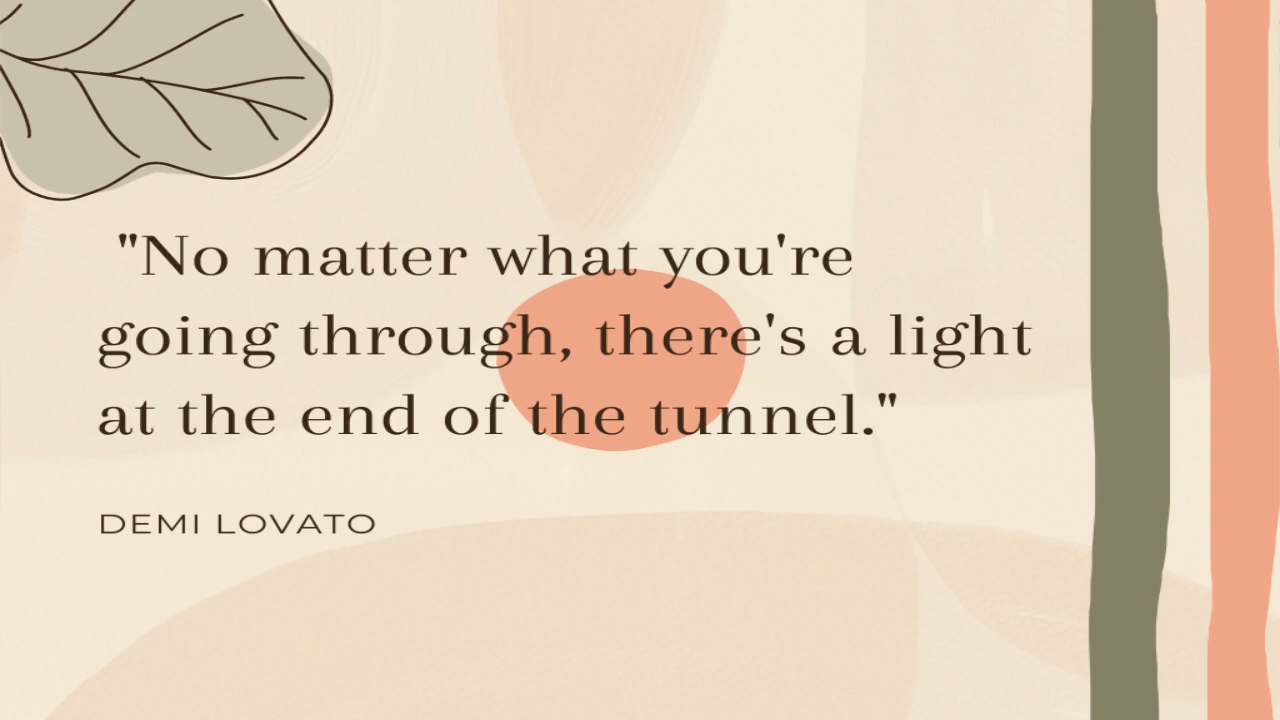 "No matter what you're
going through, there's a light
at the end of the tunnel."
DEMI LOVATO